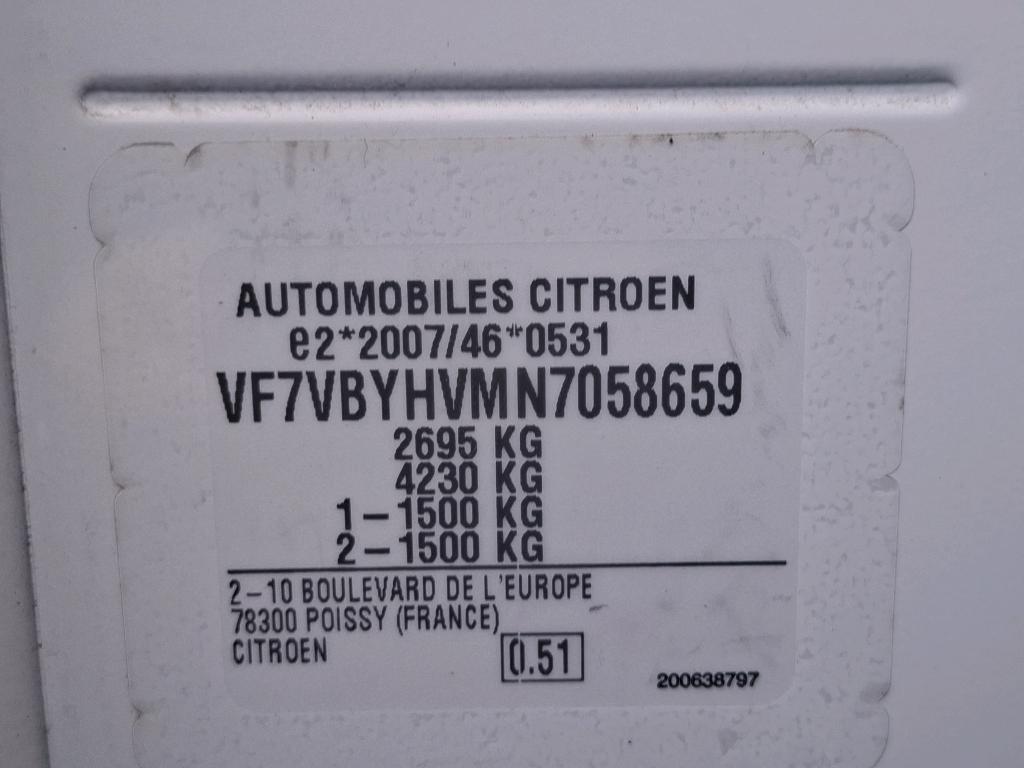 AUTOMOBILES CITROEN
e2*2007/46*0531
VF7VBYHVMN7058659
2695 KG
4230 KG
1-1500 KG
2-1500 KG
2-10 BOULEVARD DE L'EUROPE
78300 POISSY (FRANCE)
CITROEN
0.51
200638797